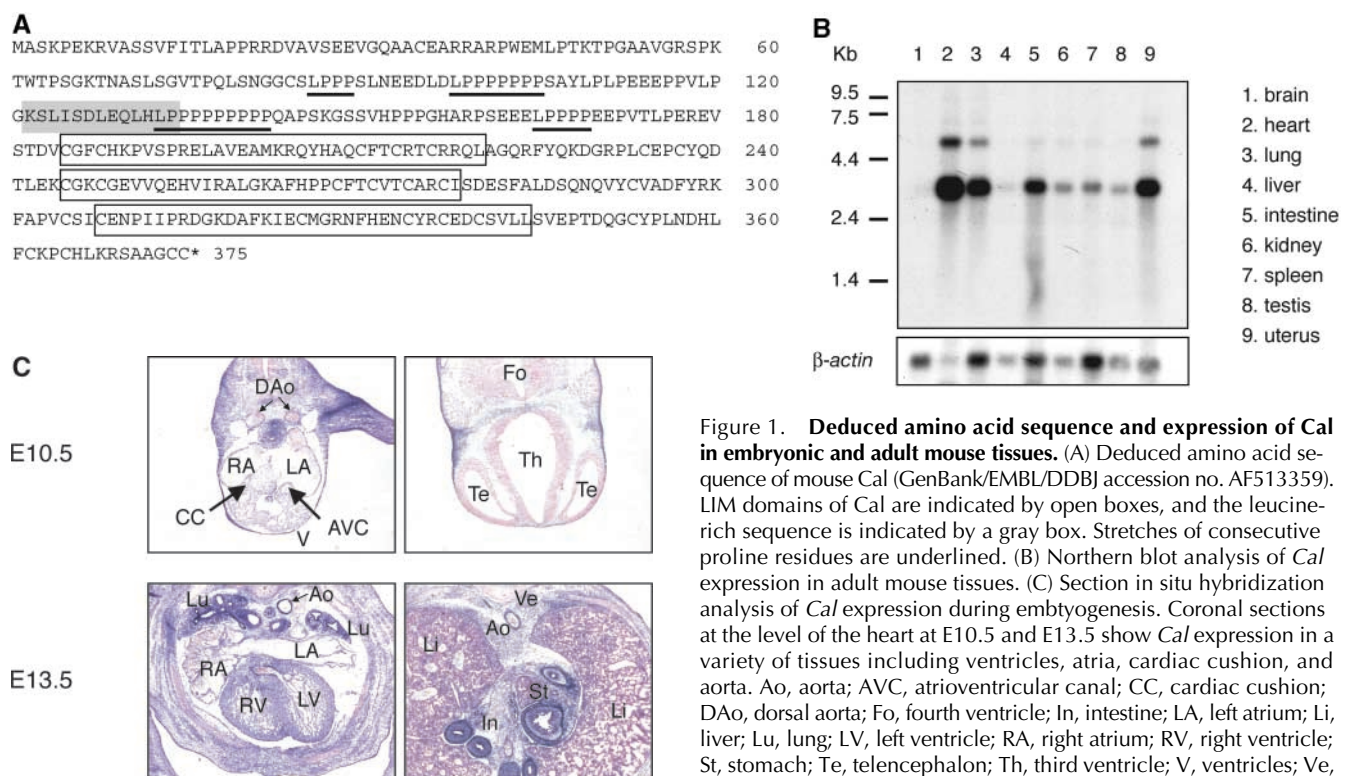 A
MASKPEKRVASSVFITLAPPRRDVAVSEEVGQAACEARRARPWEMLPTKTPGAAVGRSPK 60
TWTPSGKTNASLSGVTPQLSNGGCSLPPPSLNEEDLDLPPPPPPPSAYLPLPEEEPPVLP 120
GKSLISDLEQLHLPPPPPPPPPQAPSKGSSVHPPPGHARPSEEELPPPPEEPVTLPEREV 180
STDVCGFCHKPVSPRELAVEAMKRQYHAQCFTCRTCRRQLAGQRFYQKDGRPLCEPCYQD 240
TLEKCGKCGEVVQEHVIRALGKAFHPPCFTCVTCARCISDESFALDSQNQVYCVADFYRK 300
FAPVCSICENPIIPRDGKDAFKIECMGRNFHENCYRCEDCSVLLSVEPTDQGCYPLNDHL 360
FCKPCHLKRSAAGCC* 375
B
Kb 1 2 3 4 5 6 7 8 9
9.5
7.5
4.4
2.4
1.4
β-actin
1. brain
2. heart
3. lung
4. liver
5. intestine
6. kidney
7. spleen
8. testis
9. uterus
C
E10.5
DAo
RA LA
CC
AVC
V
Fo
Th
Te Te
E13.5
Lu Ao
Lu
LA
RA
LV
RV
Ve
Ao
Li
St
In
Li
Figure 1. Deduced amino acid sequence and expression of Cal
in embryonic and adult mouse tissues. (A) Deduced amino acid se-
quence of mouse Cal (GenBank/EMBL/DDBJ accession no. AF513359).
LIM domains of Cal are indicated by open boxes, and the leucine-
rich sequence is indicated by a gray box. Stretches of consecutive
proline residues are underlined. (B) Northern blot analysis of Cal
expression in adult mouse tissues. (C) Section in situ hybridization
analysis of Cal expression during embtyogenesis. Coronal sections
at the level of the heart at E10.5 and E13.5 show Cal expression in a
variety of tissues including ventricles, atria, cardiac cushion, and
aorta. Ao, aorta; AVC, atrioventricular canal; CC, cardiac cushion;
DAo, dorsal aorta; Fo, fourth ventricle; In, intestine; LA, left atrium; Li,
liver; Lu, lung; LV, left ventricle; RA, right atrium; RV, right ventricle;
St, stomach; Te, telencephalon; Th, third ventricle; V, ventricles; Ve,